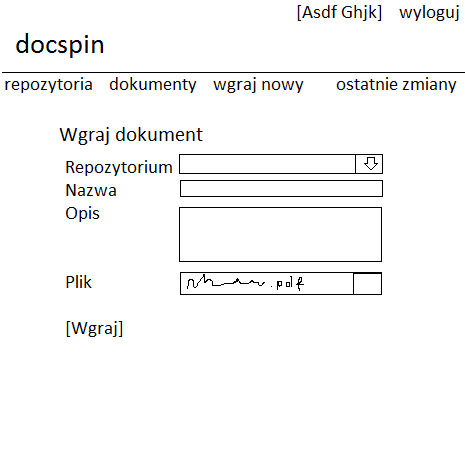 [Asdf Ghjk] wyloguj
docspin
repozytoria dokumenty wgraj nowy ostatnie zmiany
Wgraj dokument
Repozytorium
Nazwa
Opis
Plik .pdf
[Wgraj]